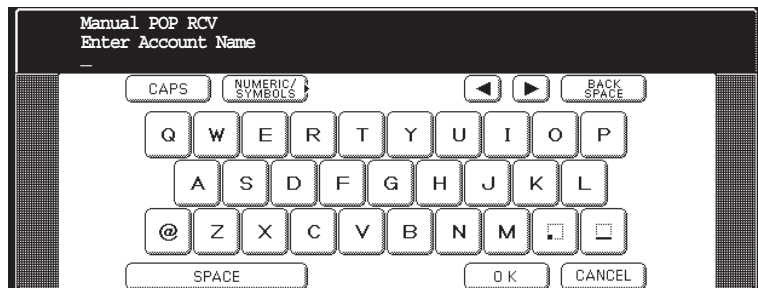 Manual POP RCV
Enter Account Name
_
CAPS NUMERIC/ SYMBOLS ◀ ▶ BACK SPACE
Q W E R T Y U I O P
A S D F G H J K L
@ Z X C V B N M . _
SPACE OK CANCEL